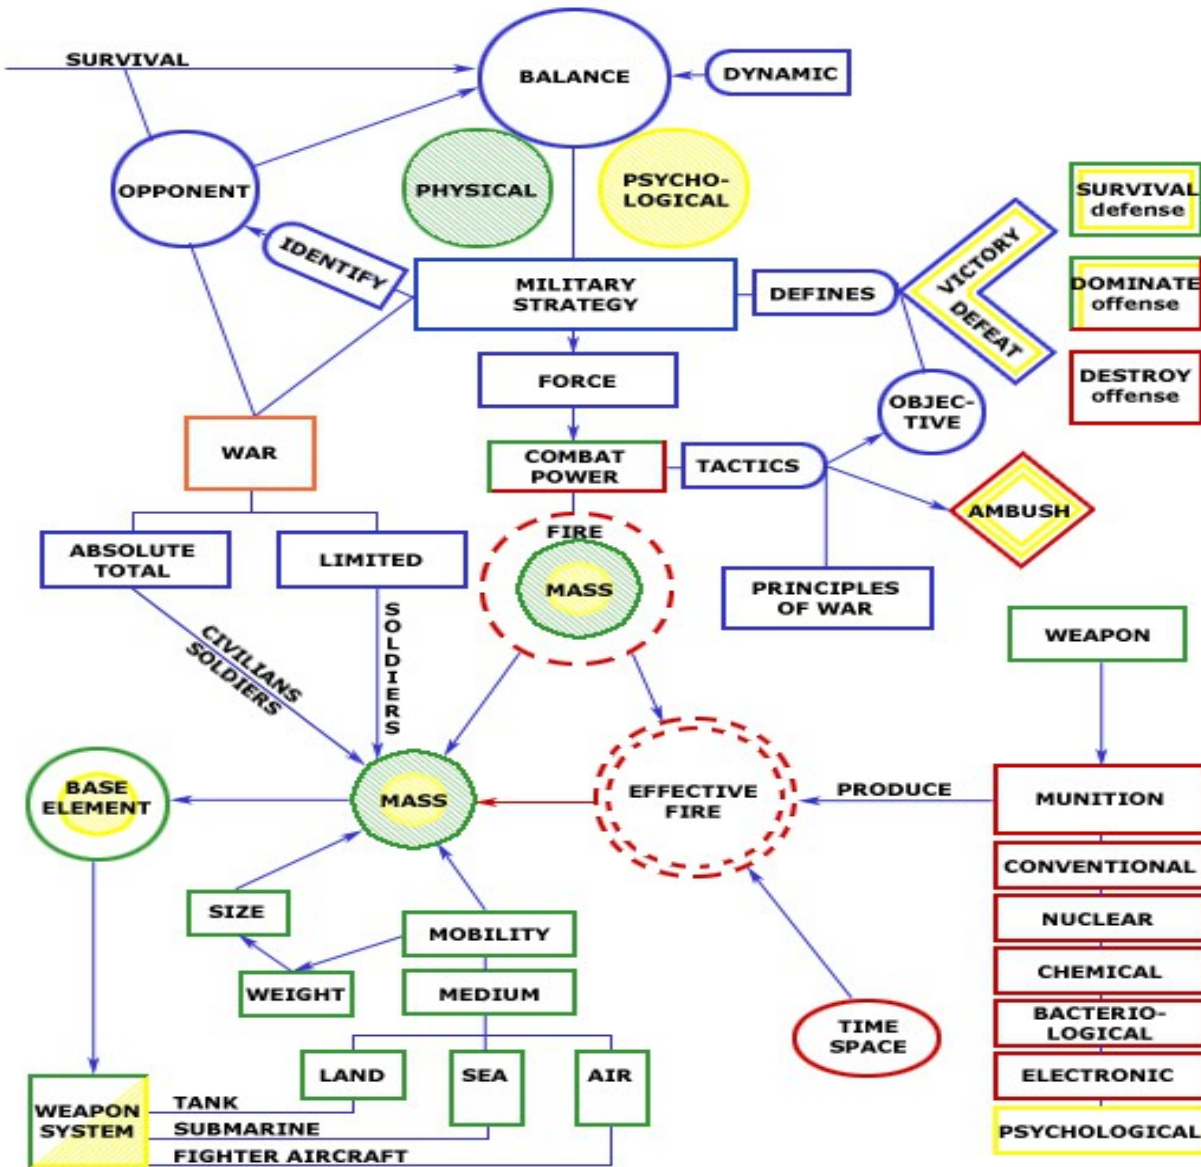 SURVIVAL
BALANCE
DYNAMIC
OPPONENT
PHYSICAL
PSYCHO-
LOGICAL
SURVIVAL
defense
IDENTIFY
MILITARY
STRATEGY
DEFINES
VICTORY
DEFEAT
DOMINATE
offense
FORCE
DESTROY
offense
OBJEC-
TIVE
WAR
COMBAT
POWER
TACTICS
AMBUSH
ABSOLUTE
TOTAL
LIMITED
FIRE
MASS
PRINCIPLES
OF WAR
CIVILIANS
SOLDIERS
SOLDIERS
WEAPON
BASE
ELEMENT
MASS
EFFECTIVE
FIRE
PRODUCE
MUNITION
CONVENTIONAL
SIZE
MOBILITY
NUCLEAR
WEIGHT
MEDIUM
CHEMICAL
TIME
SPACE
BACTERIO-
LOGICAL
LAND
SEA
AIR
ELECTRONIC
WEAPON
SYSTEM
TANK
SUBMARINE
FIGHTER AIRCRAFT
PSYCHOLOGICAL